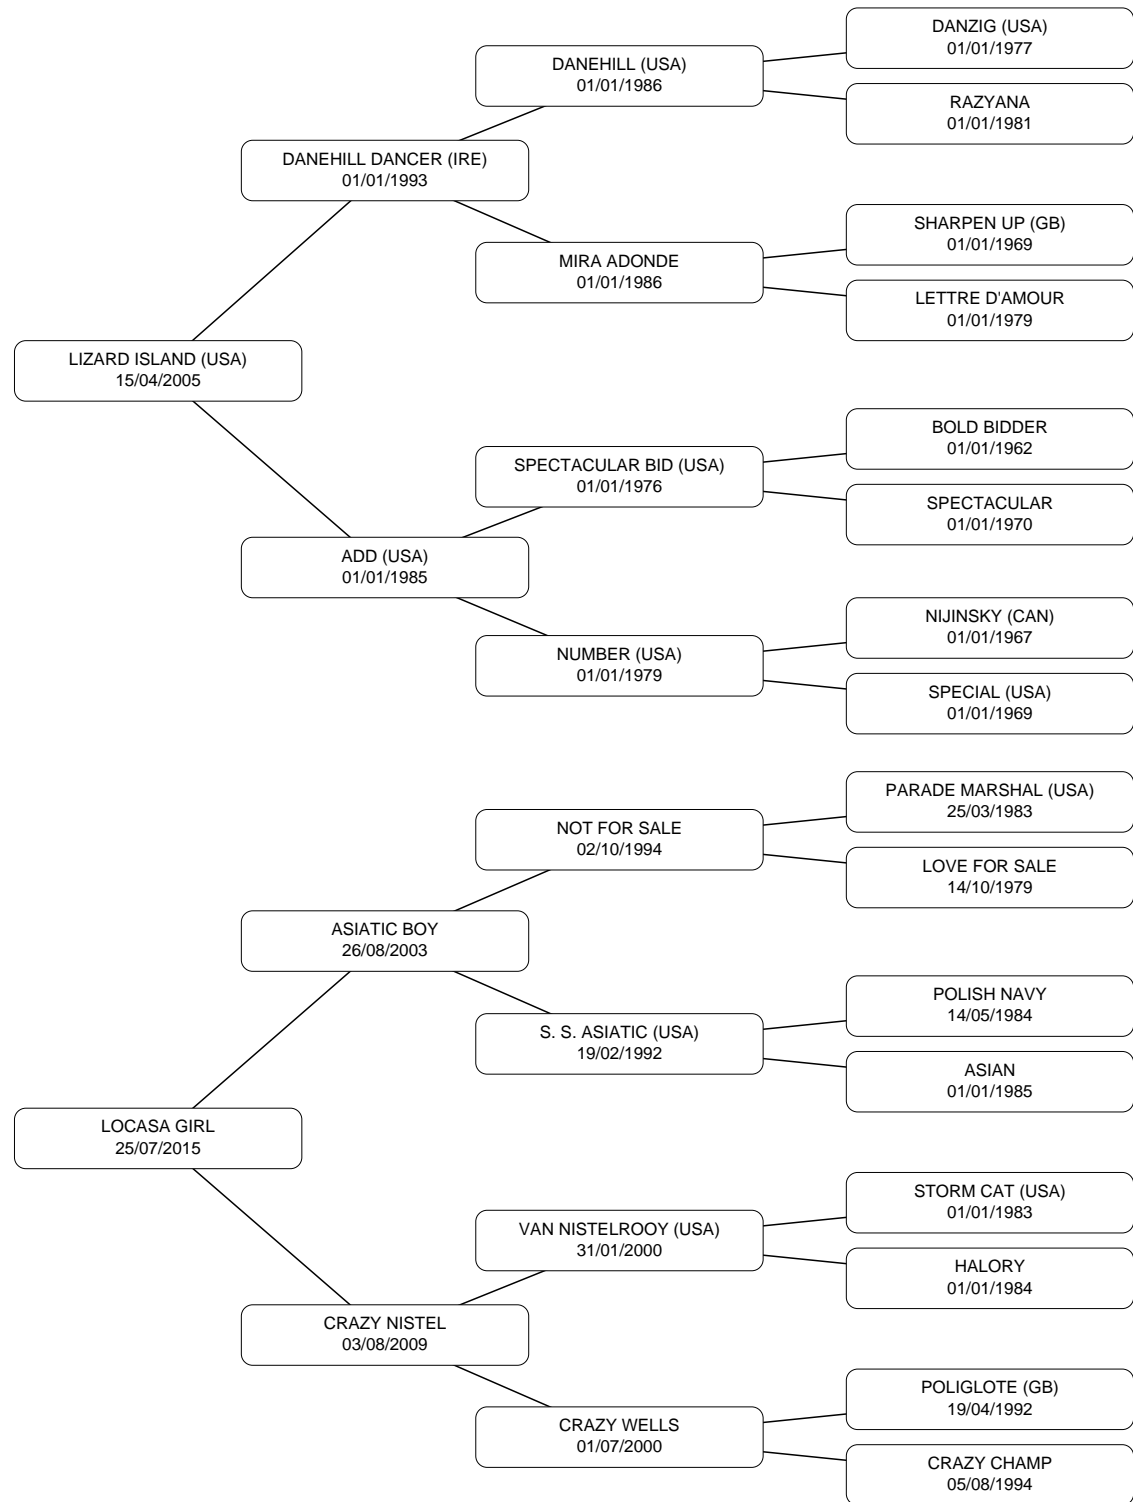 DANZIG (USA)
01/01/1977
DANEHILL (USA)
01/01/1986
RAZYANA
01/01/1981
DANEHILL DANCER (IRE)
01/01/1993
SHARPEN UP (GB)
01/01/1969
MIRA ADONDE
01/01/1986
LETTRE D'AMOUR
01/01/1979
LIZARD ISLAND (USA)
15/04/2005
BOLD BIDDER
01/01/1962
SPECTACULAR BID (USA)
01/01/1976
SPECTACULAR
01/01/1970
ADD (USA)
01/01/1985
NIJINSKY (CAN)
01/01/1967
NUMBER (USA)
01/01/1979
SPECIAL (USA)
01/01/1969
PARADE MARSHAL (USA)
25/03/1983
NOT FOR SALE
02/10/1994
LOVE FOR SALE
14/10/1979
ASIATIC BOY
26/08/2003
POLISH NAVY
14/05/1984
S. S. ASIATIC (USA)
19/02/1992
ASIAN
01/01/1985
LOCASA GIRL
25/07/2015
STORM CAT (USA)
01/01/1983
VAN NISTELROOY (USA)
31/01/2000
HALORY
01/01/1984
CRAZY NISTEL
03/08/2009
POLIGLOTE (GB)
19/04/1992
CRAZY WELLS
01/07/2000
CRAZY CHAMP
05/08/1994